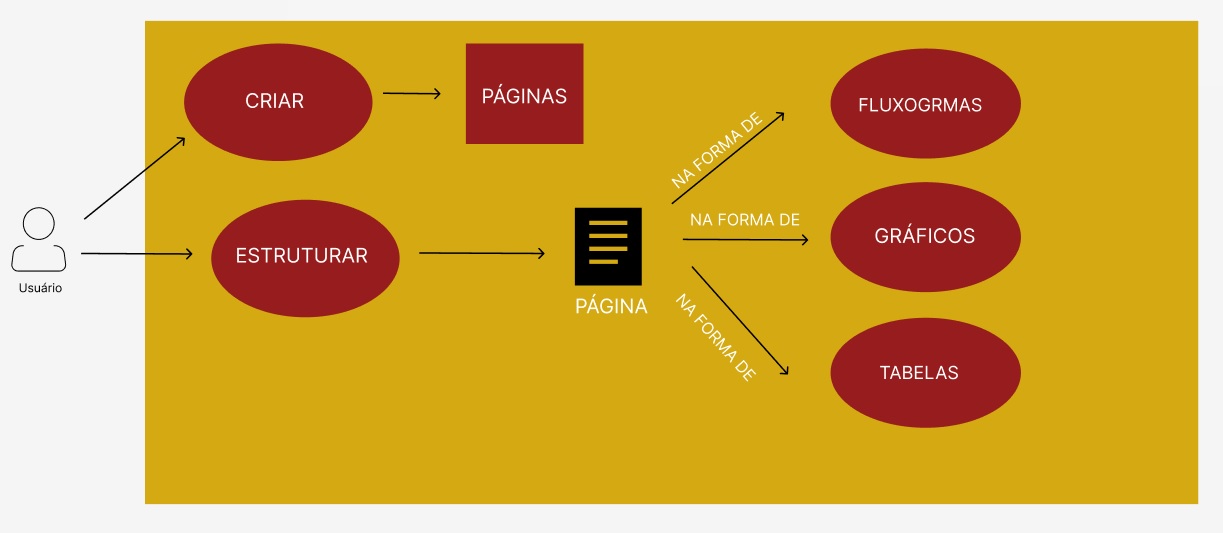 CRIAR
PÁGINAS
FLUXOGRMAS
NA FORMA DE
NA FORMA DE
GRÁFICOS
ESTRUTURAR
Usuário
PÁGINA
NA FORMA DE
TABELAS